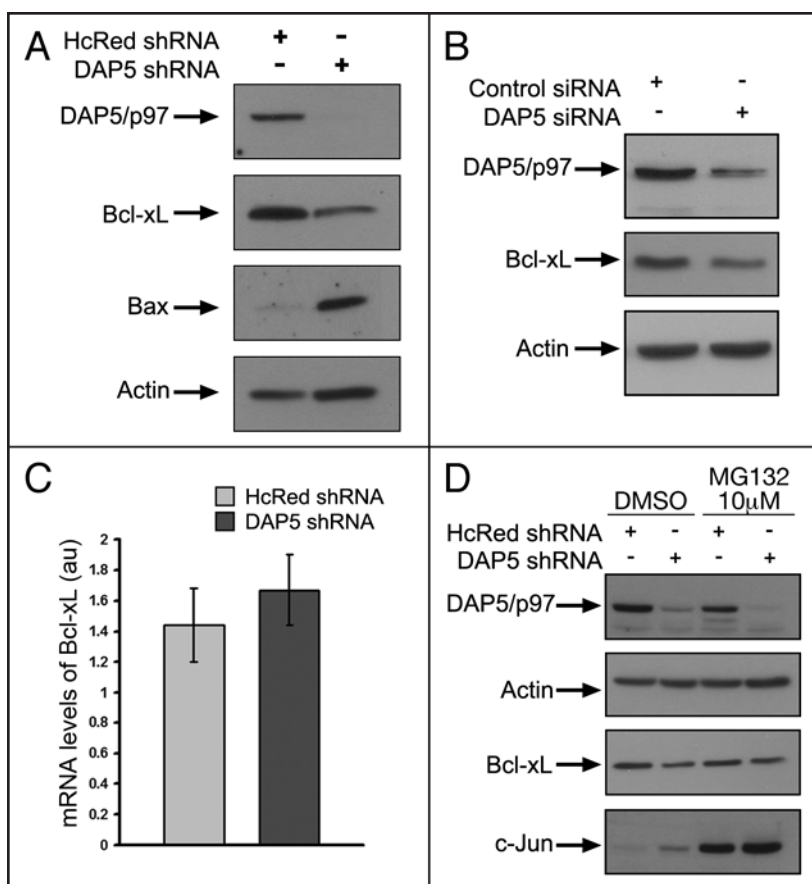 A
HcRed shRNA + -
DAP5 shRNA - +
DAP5/p97
Bcl-xL
Bax
Actin
B
Control siRNA + -
DAP5 siRNA - +
DAP5/p97
Bcl-xL
Actin
C
HcRed shRNA
DAP5 shRNA
mRNA levels of Bcl-xL (au)
2
1.8
1.6
1.4
1.2
1
0.8
0.6
0.4
0.2
0
D
DMSO
MG132
10µM
HcRed shRNA + - + -
DAP5 shRNA - + - +
DAP5/p97
Actin
Bcl-xL
c-Jun